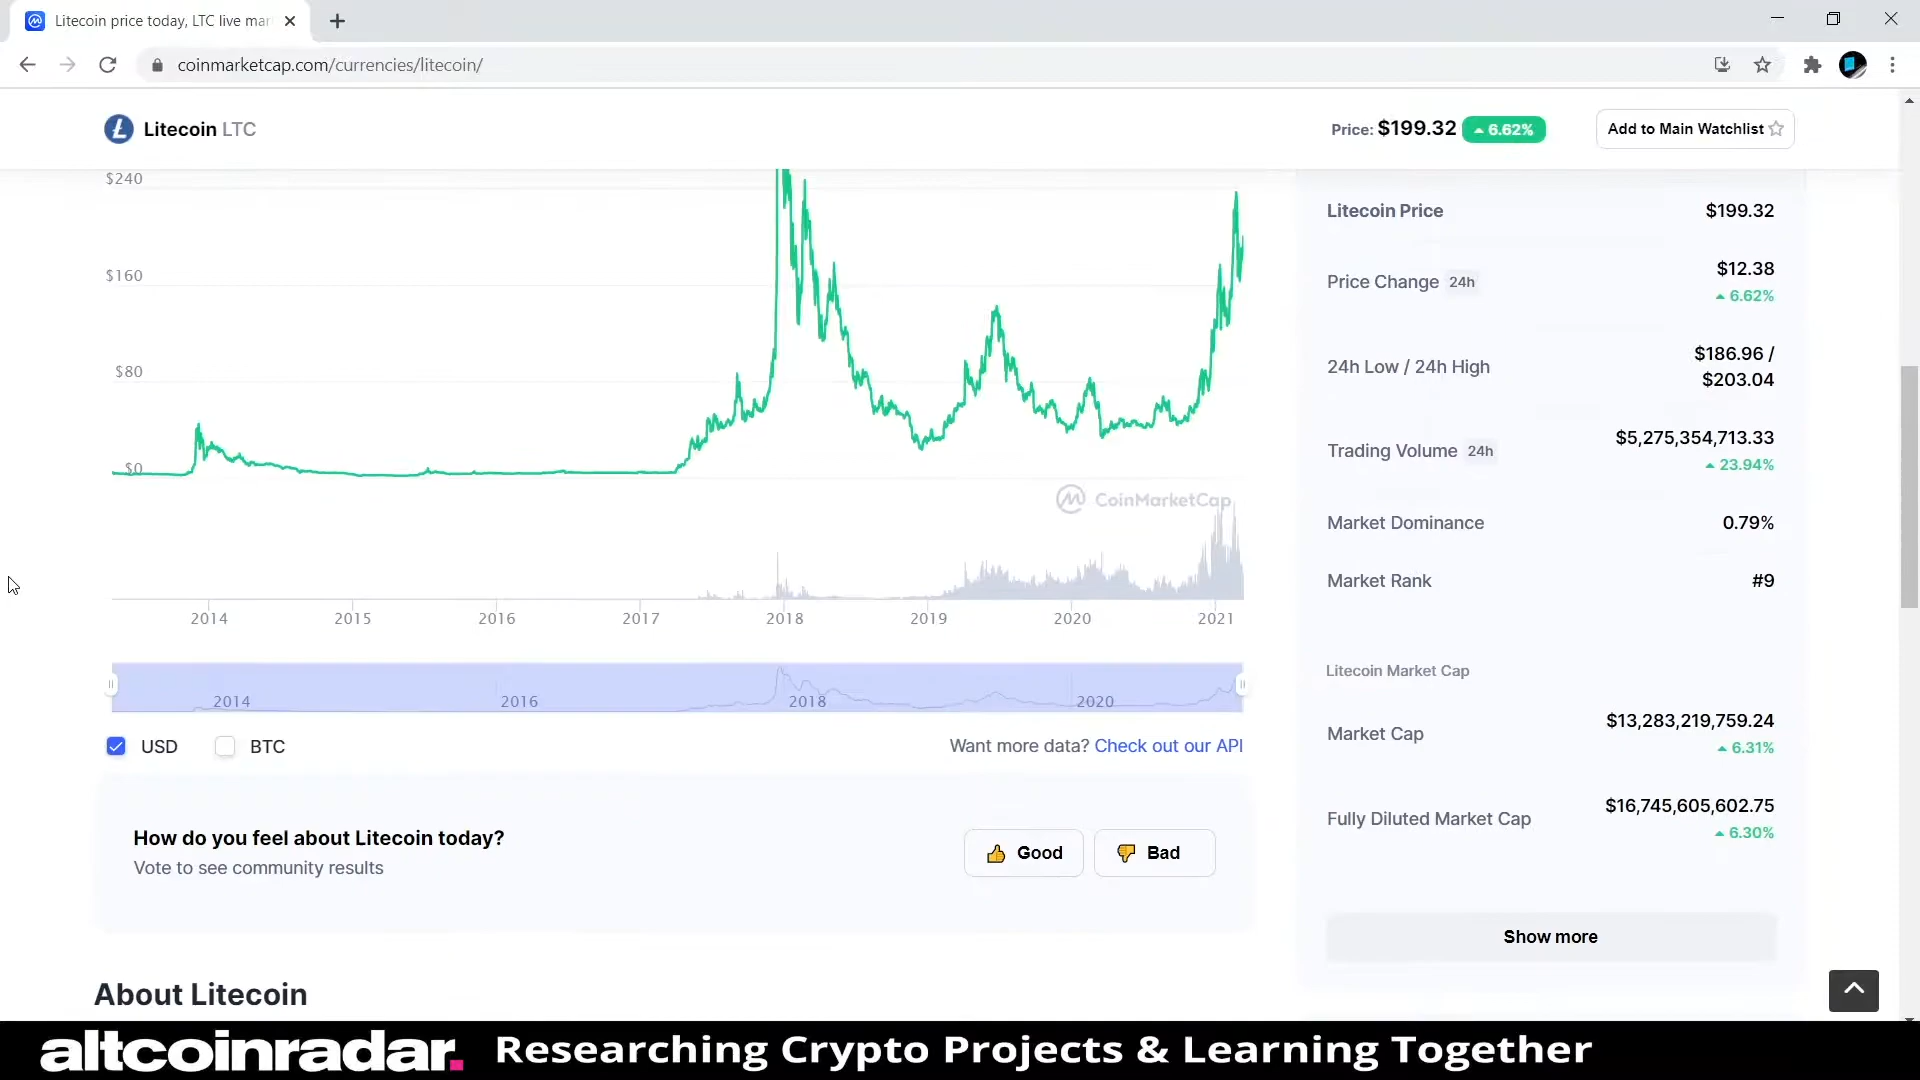 Litecoin price today, LTC live mar
coinmarketcap.com/currencies/litecoin/
Litecoin LTC
Price: $199.32 6.62%
Add to Main Watchlist
$240
$160
$80
$0
CoinMarketCap
2014 2015 2016 2017 2018 2019 2020 2021
2014 2016 2018 2020
USD BTC
Want more data? Check out our API
How do you feel about Litecoin today?
Vote to see community results
Good
Bad
About Litecoin
Litecoin Price $199.32
Price Change 24h $12.38
6.62%
24h Low / 24h High $186.96 /
$203.04
Trading Volume 24h $5,275,354,713.33
23.94%
Market Dominance 0.79%
Market Rank #9
Litecoin Market Cap
Market Cap $13,283,219,759.24
6.31%
Fully Diluted Market Cap $16,745,605,602.75
6.30%
Show more
altcoinradar. Researching Crypto Projects & Learning Together